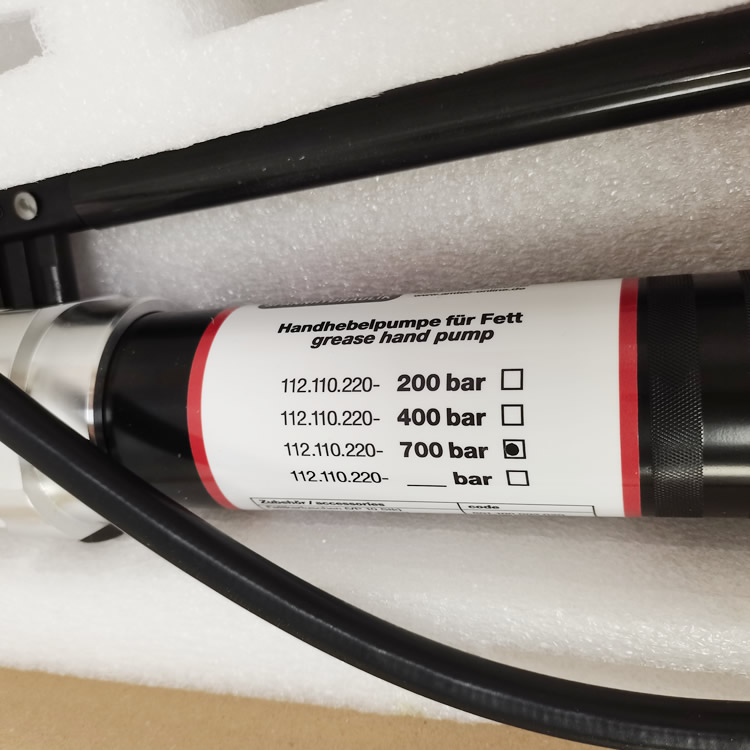 Handhebelpumpe für Fett
grease hand pump
112.110.220- 200 bar
112.110.220- 400 bar
112.110.220- 700 bar
112.110.220- ___ bar
Zubehör / accessories code